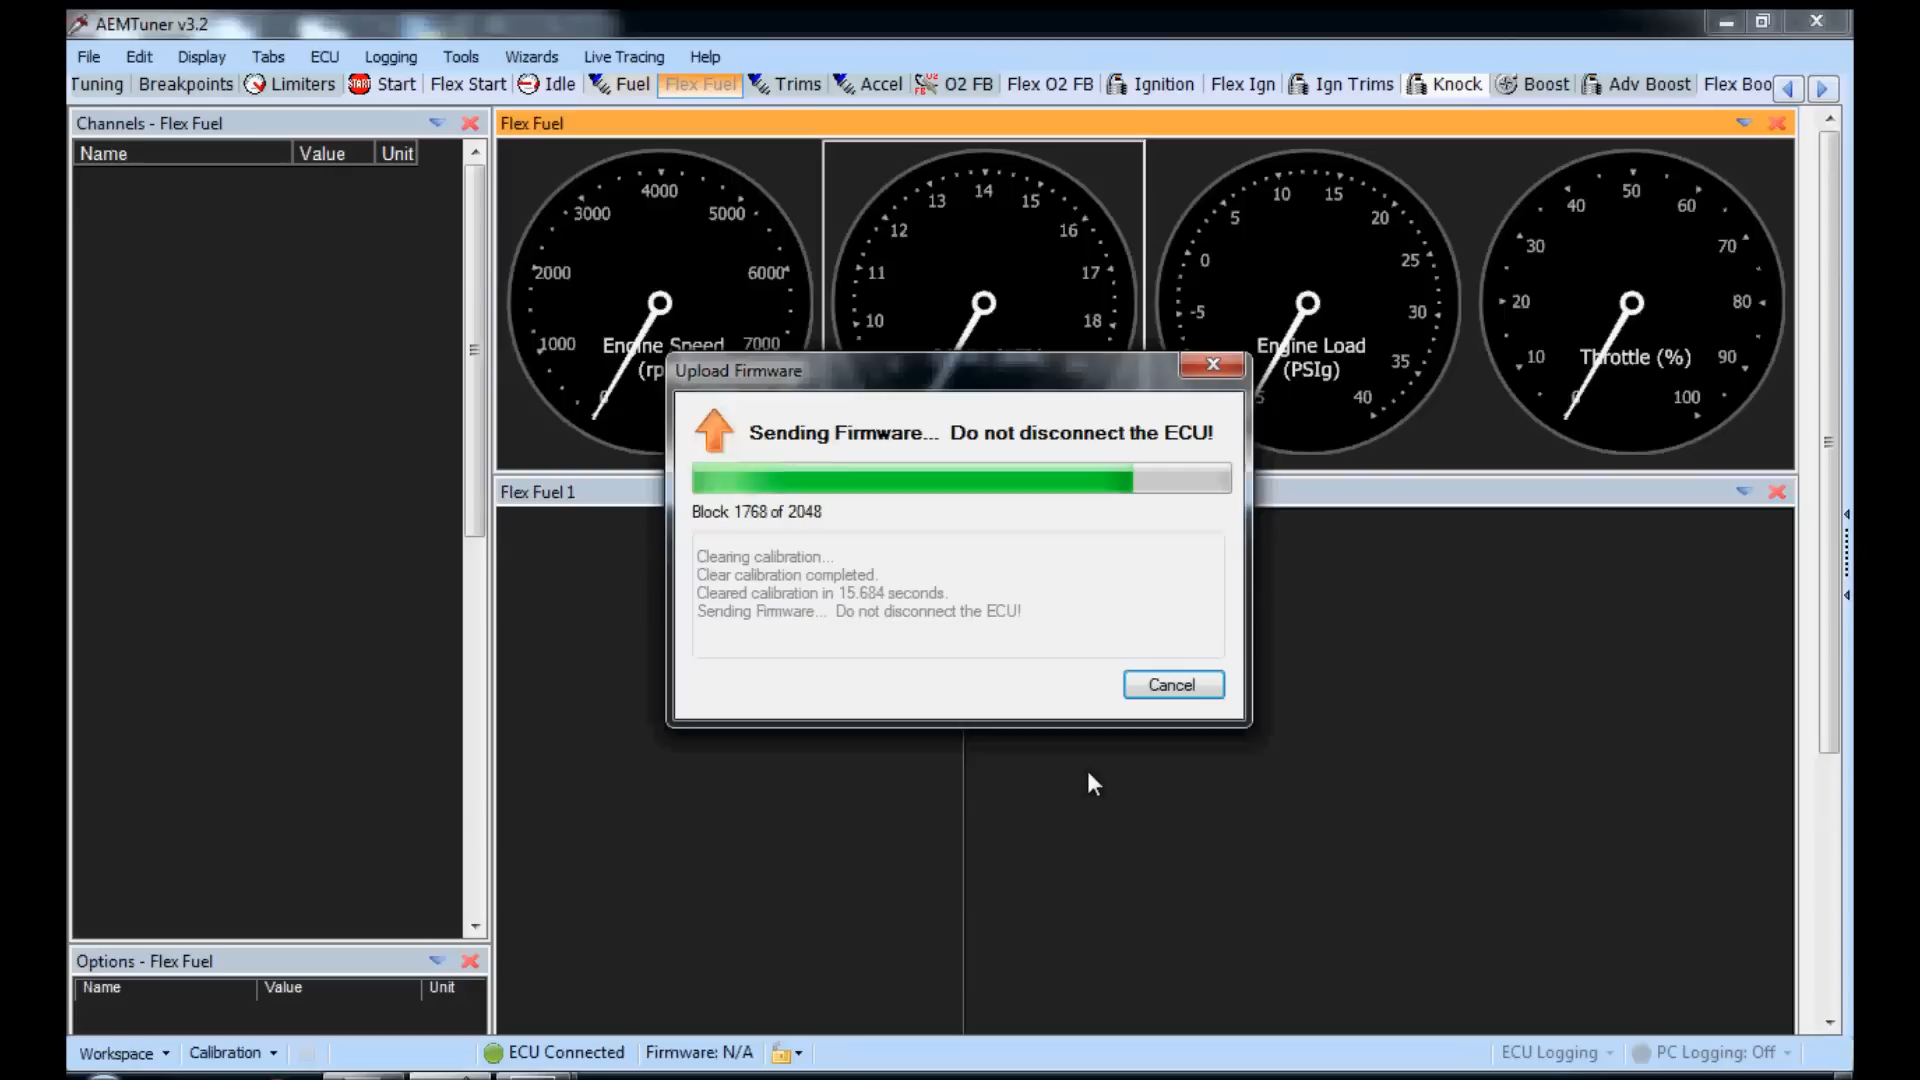 AEMTuner v3.2
File Edit Display Tabs ECU Logging Tools Wizards Live Tracing Help
Tuning Breakpoints Limiters START Start Flex Start Idle Fuel Flex Fuel Trims Accel O2 FB Flex O2 FB Ignition Flex Ign Ign Trims Knock Boost Adv Boost Flex Boo
Channels - Flex Fuel
Name Value Unit
Flex Fuel
0 1000 2000 3000 4000 5000 6000 7000
Engine Speed
(rp
10 11 12 13 14 15 16 17 18
-5 0 5 10 15 20 25 30 35 40
Engine Load
(PSIg)
0 10 20 30 40 50 60 70 80 90 100
Throttle (%)
Flex Fuel 1
Upload Firmware
Sending Firmware... Do not disconnect the ECU!
Block 1768 of 2048
Clearing calibration...
Clear calibration completed.
Cleared calibration in 15.684 seconds.
Sending Firmware... Do not disconnect the ECU!
Cancel
Options - Flex Fuel
Name Value Unit
Workspace Calibration ECU Connected Firmware: N/A ECU Logging PC Logging: Off